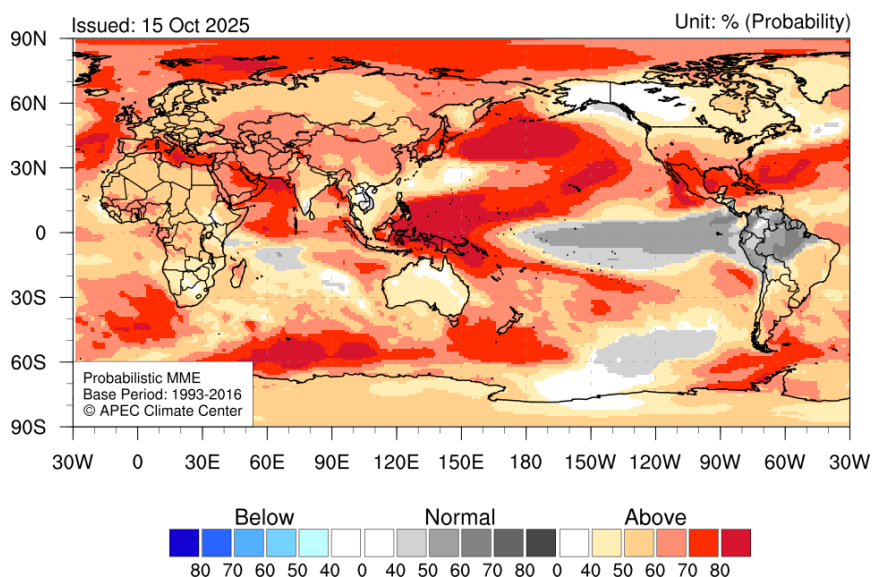 Issued: 15 Oct 2025
Unit: % (Probability)
90N
60N
30N
0
30S
60S
90S
Probabilistic MME
Base Period: 1993-2016
© APEC Climate Center
30W 0 30E 60E 90E 120E 150E 180 150W 120W 90W 60W 30W
Below Normal Above
80 70 60 50 40 0 40 50 60 70 80 0 40 50 60 70 80